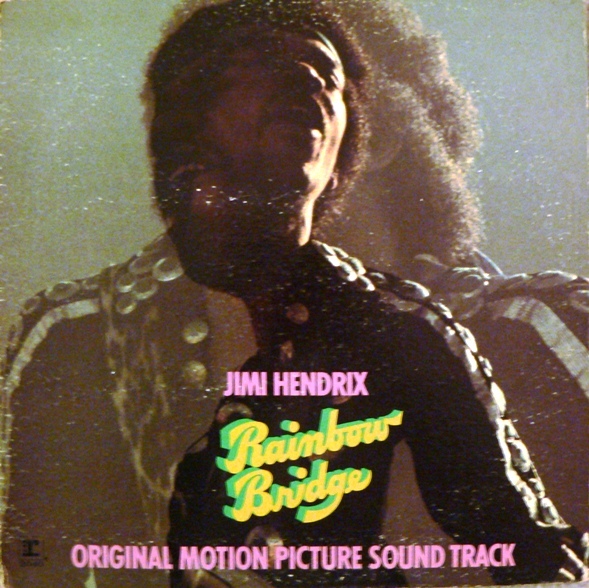 JIMI HENDRIX
Rainbow
Bridge
ORIGINAL MOTION PICTURE SOUND TRACK